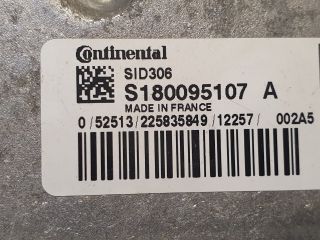 Continental
SID306
S180095107 A
MADE IN FRANCE
0/52513/225835849/12257/ 002A5